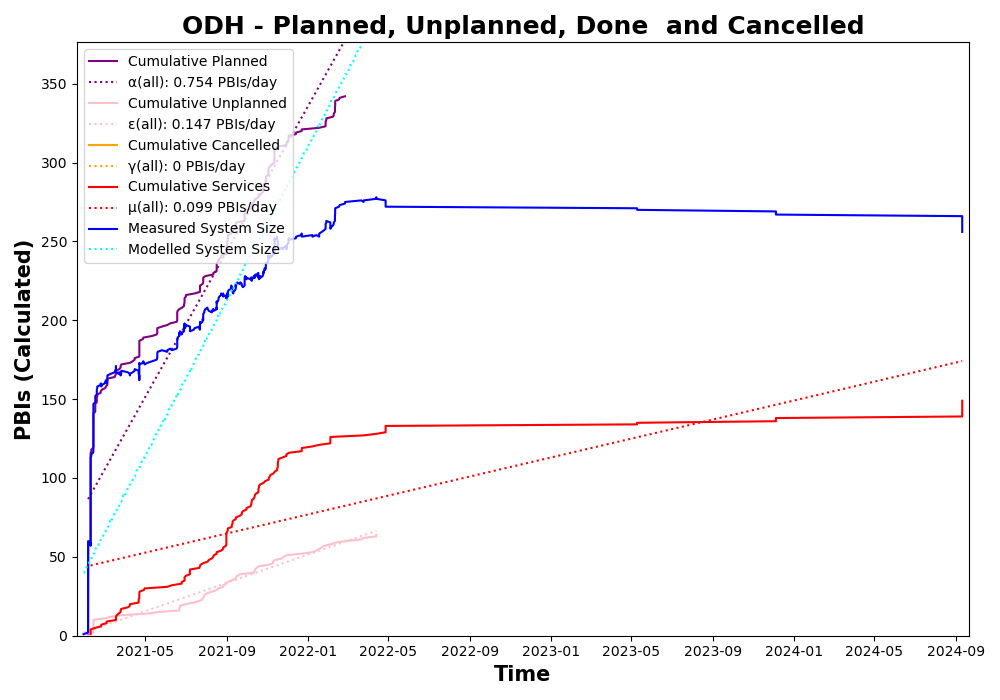 ODH - Planned, Unplanned, Done  and Cancelled
Cumulative Planned
α(all): 0.754 PBIs/day
Cumulative Unplanned
ε(all): 0.147 PBIs/day
Cumulative Cancelled
γ(all): 0 PBIs/day
Cumulative Services
μ(all): 0.099 PBIs/day
Measured System Size
Modelled System Size
PBIs (Calculated)
350
300
250
200
150
100
50
0
2021-05 2021-09 2022-01 2022-05 2022-09 2023-01 2023-05 2023-09 2024-01 2024-05 2024-09
Time